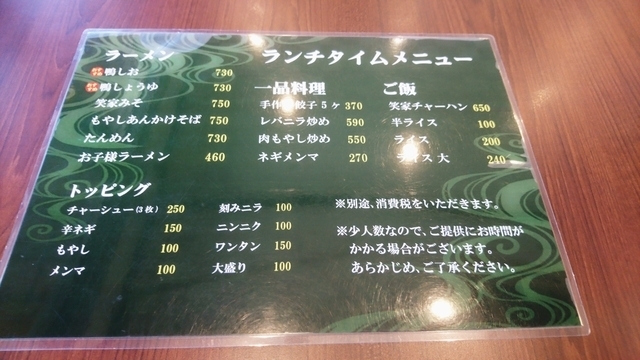 ランチタイムメニュー
ラーメン
鴨しお 730
鴨しょうゆ 730
笑家みそ 750
もやしあんかけそば 750
たんめん 730
お子様ラーメン 460
一品料理
手作り餃子5ヶ 370
レバニラ炒め 590
肉もやし炒め 550
ネギメンマ 270
ご飯
笑家チャーハン 650
半ライス 100
ライス 200
ライス 大 240
トッピング
チャーシュー(3枚) 250
辛ネギ 150
もやし 100
メンマ 100
刻みニラ 100
ニンニク 100
ワンタン 150
大盛り 100
※別途、消費税をいただきます。
※少人数なので、ご提供にお時間が
かかる場合がございます。
あらかじめ、ご了承ください。